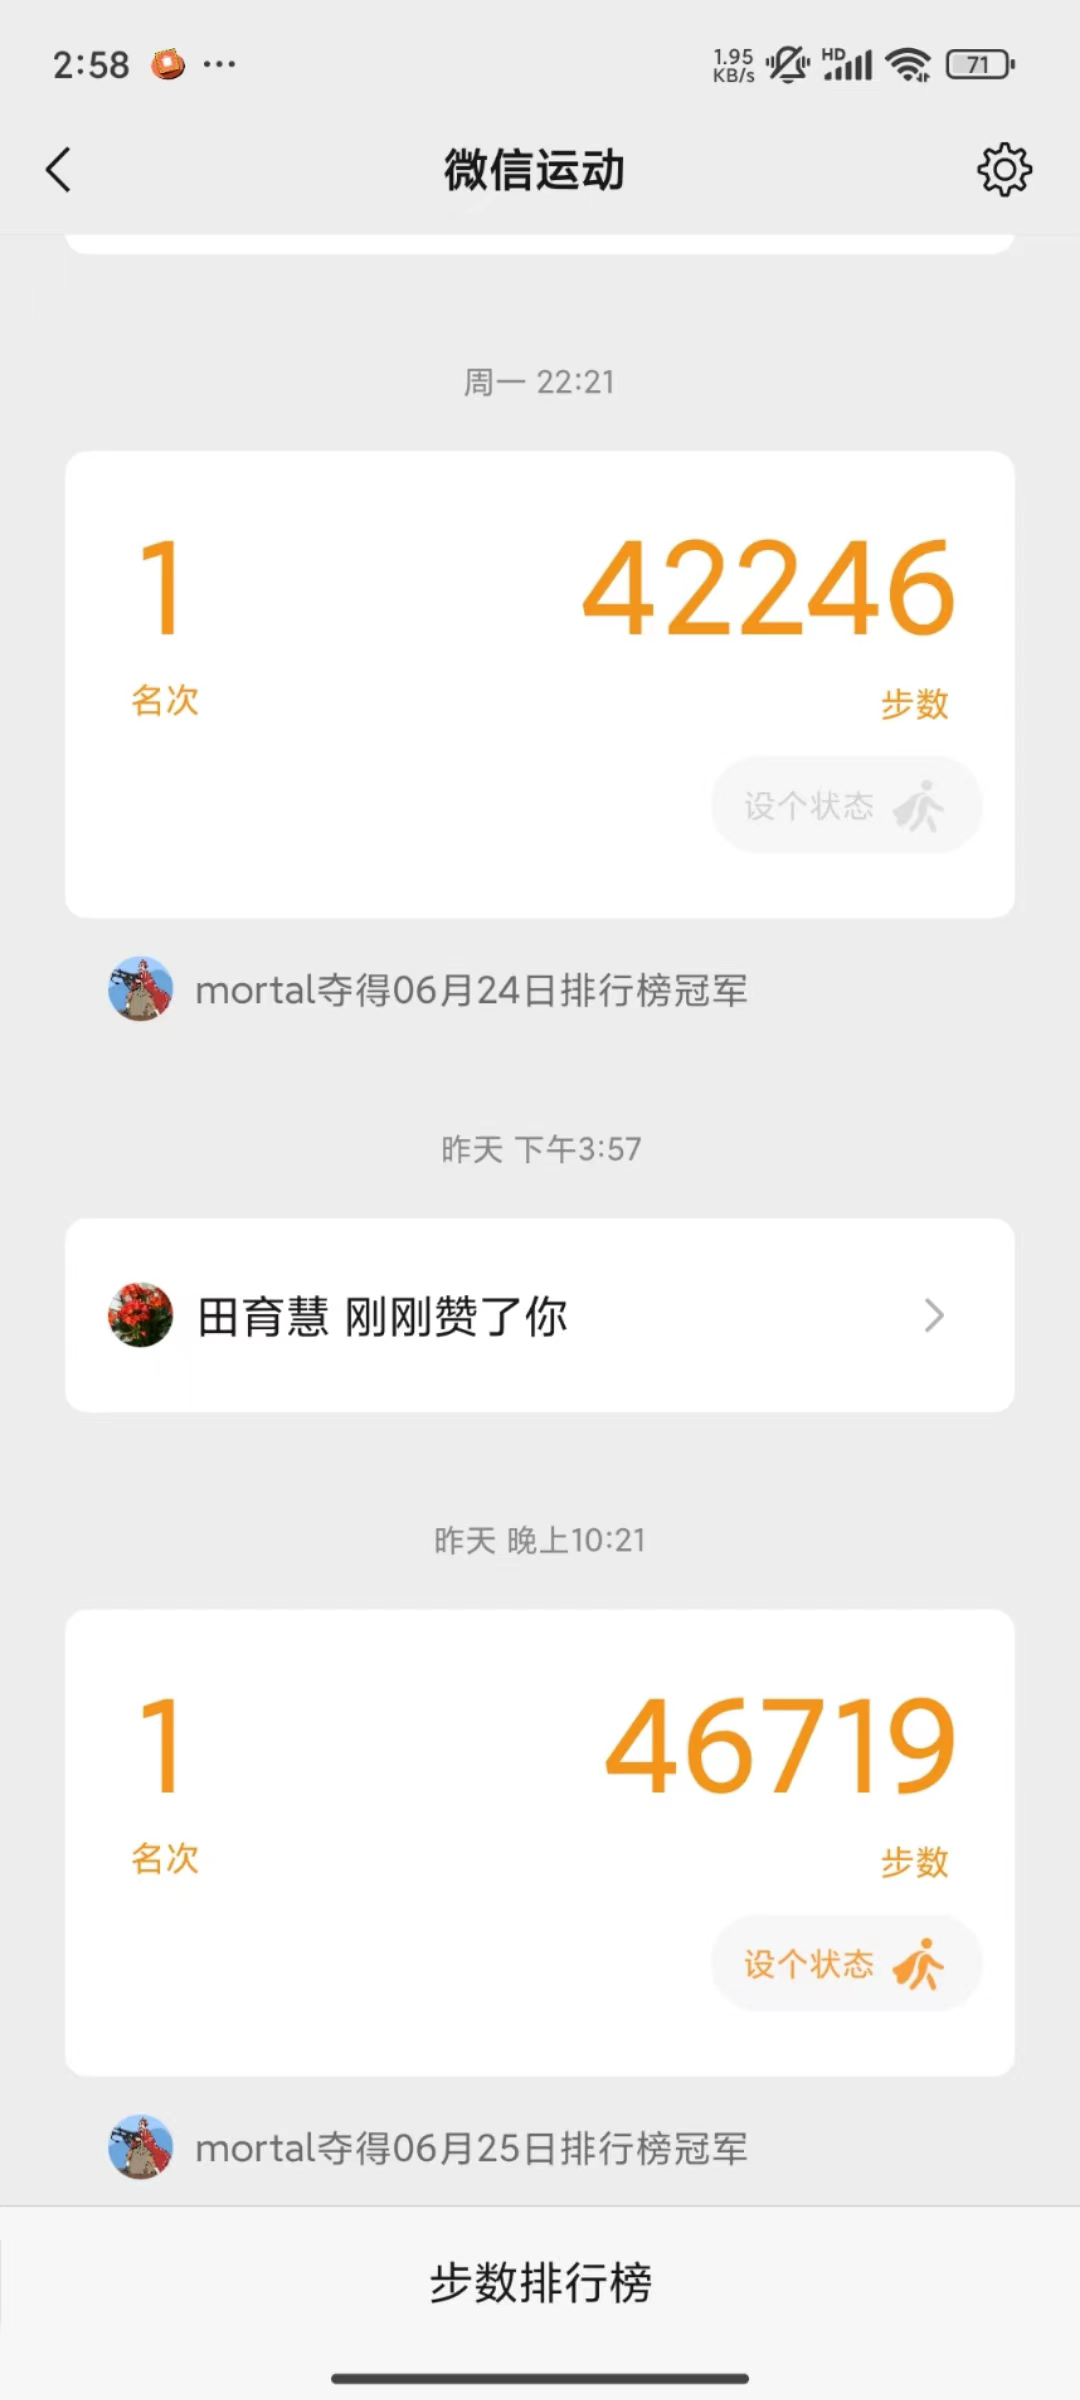 2:58 ...
1.95 KB/s HD 71
微信运动
周一 22:21
1 42246
名次 步数
设个状态
mortal夺得06月24日排行榜冠军
昨天 下午3:57
田育慧 刚刚赞了你
昨天 晚上10:21
1 46719
名次 步数
设个状态
mortal夺得06月25日排行榜冠军
步数排行榜